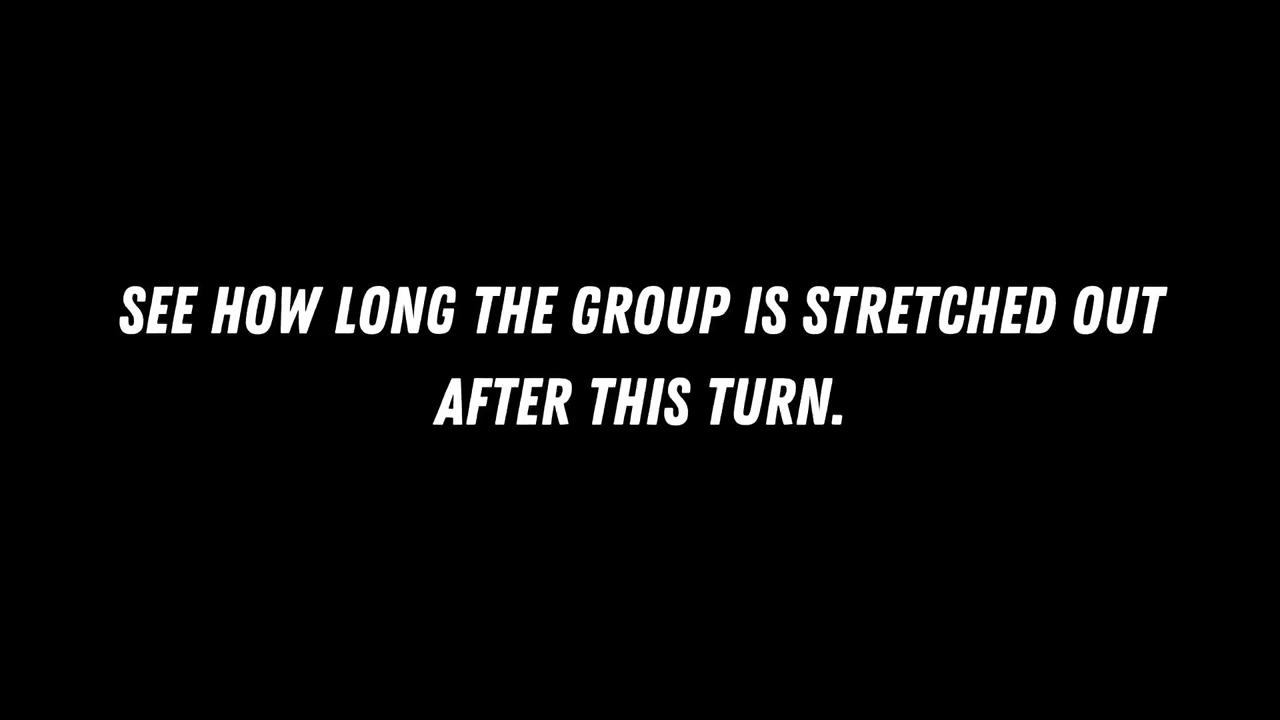 SEE HOW LONG THE GROUP IS STRETCHED OUT
AFTER THIS TURN.